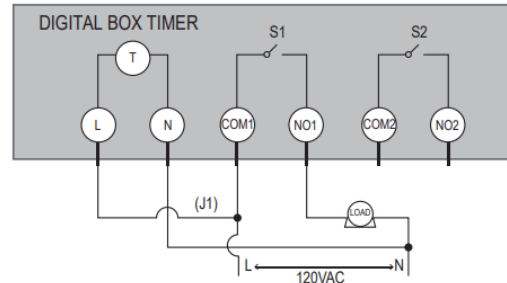 DIGITAL BOX TIMER
S1 S2
T
L N COM1 NO1 COM2 NO2
(J1)
LOAD
L N
120VAC